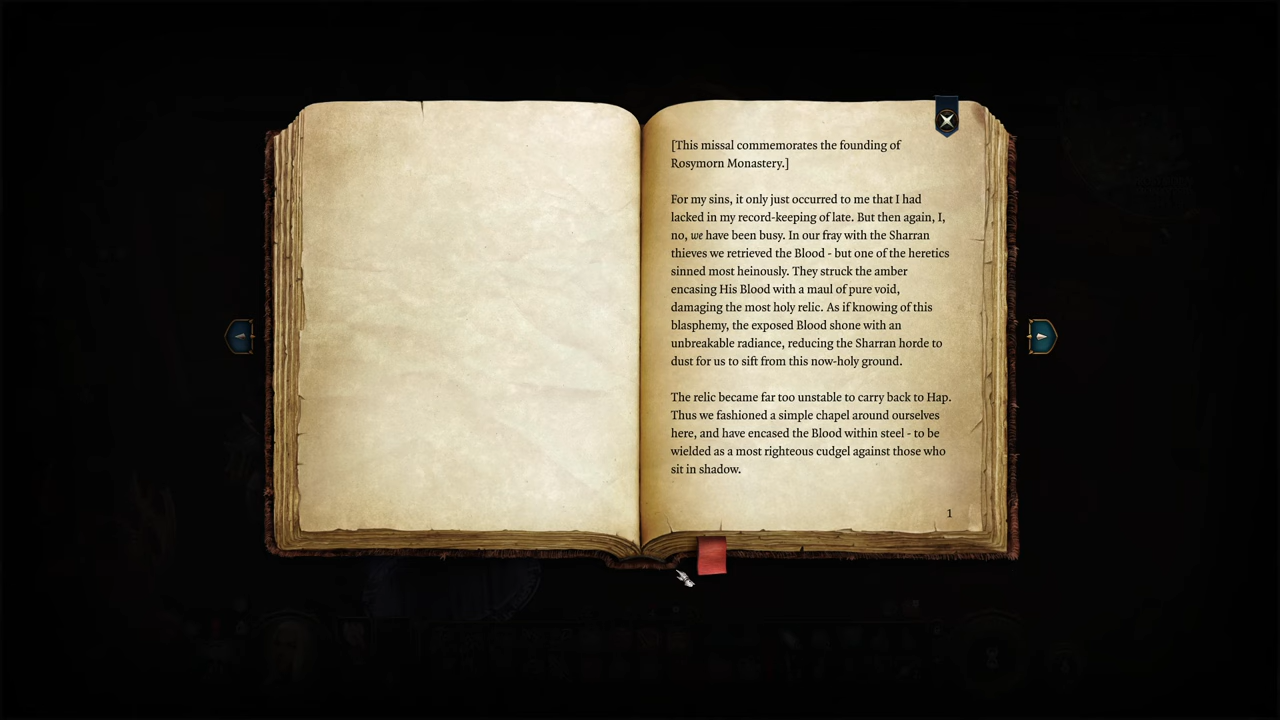 [This missal commemorates the founding of
Rosymorn Monastery.]
For my sins, it only just occurred to me that I had
lacked in my record-keeping of late. But then again, I,
no, we have been busy. In our fray with the Sharran
thieves we retrieved the Blood - but one of the heretics
sinned most heinously. They struck the amber
encasing His Blood with a maul of pure void,
damaging the most holy relic. As if knowing of this
blasphemy, the exposed Blood shone with an
unbreakable radiance, reducing the Sharran horde to
dust for us to sift from this now-holy ground.
The relic became far too unstable to carry back to Hap.
Thus we fashioned a simple chapel around ourselves
here, and have encased the Blood within steel - to be
wielded as a most righteous cudgel against those who
sit in shadow.
1